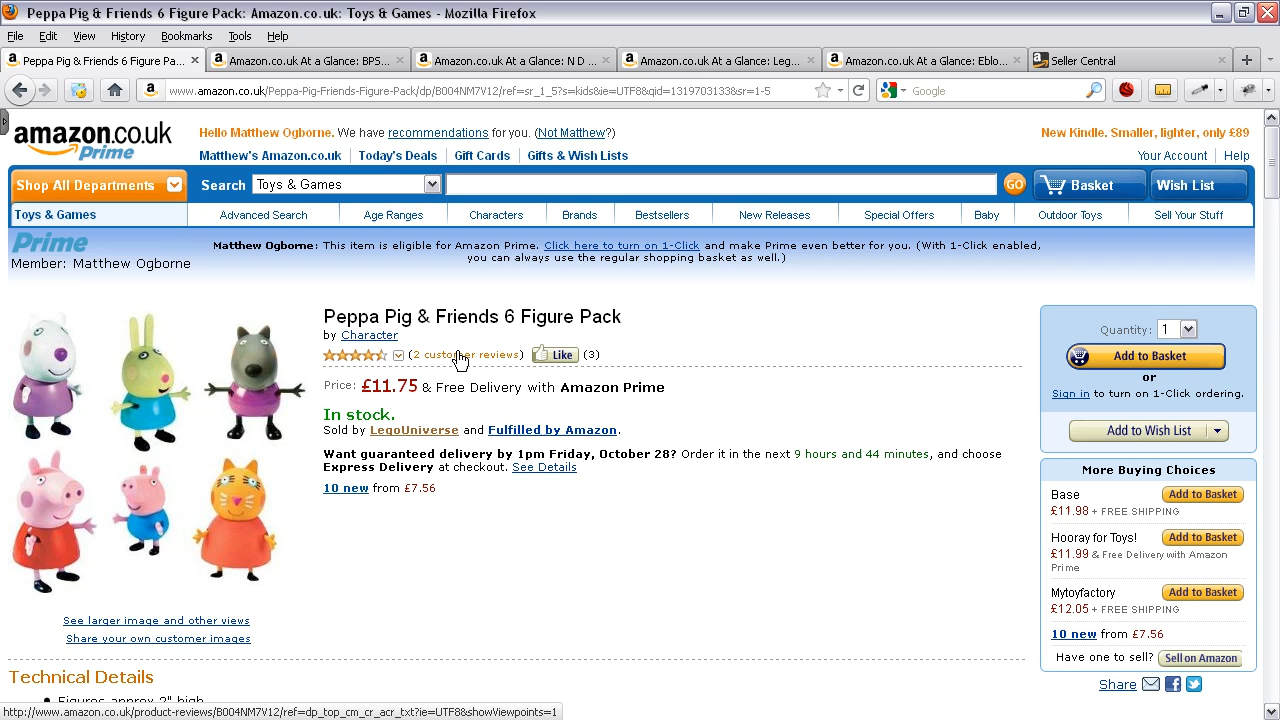 Peppa Pig & Friends 6 Figure Pack: Amazon.co.uk: Toys & Games - Mozilla Firefox
File Edit View History Bookmarks Tools Help
Peppa Pig & Friends 6 Figure Pa... Amazon.co.uk At a Glance: BPS... Amazon.co.uk At a Glance: N D ... Amazon.co.uk At a Glance: Leg... Amazon.co.uk At a Glance: Eblo... Seller Central
www.amazon.co.uk/Peppa-Pig-Friends-Figure-Pack/dp/B004NM7V12/ref=sr_1_5?s=kids&ie=UTF8&qid=1319703133&sr=1-5 Google
amazon.co.uk Prime
Hello Matthew Ogborne. We have recommendations for you. (Not Matthew?) New Kindle. Smaller, lighter, only £89
Matthew's Amazon.co.uk Today's Deals Gift Cards Gifts & Wish Lists Your Account Help
Shop All Departments Search Toys & Games GO Basket Wish List
Toys & Games Advanced Search Age Ranges Characters Brands Bestsellers New Releases Special Offers Baby Outdoor Toys Sell Your Stuff
Prime
Member: Matthew Ogborne
Matthew Ogborne: This item is eligible for Amazon Prime. Click here to turn on 1-Click and make Prime even better for you. (With 1-Click enabled,
you can always use the regular shopping basket as well.)
Peppa Pig & Friends 6 Figure Pack
by Character
(2 customer reviews) Like (3)
Price: £11.75 & Free Delivery with Amazon Prime
In stock.
Sold by LegoUniverse and Fulfilled by Amazon.
Want guaranteed delivery by 1pm Friday, October 28? Order it in the next 9 hours and 44 minutes, and choose
Express Delivery at checkout. See Details
10 new from £7.56
See larger image and other views
Share your own customer images
Quantity: 1
Add to Basket
or
Sign in to turn on 1-Click ordering.
Add to Wish List
More Buying Choices
Base Add to Basket
£11.98 + FREE SHIPPING
Hooray for Toys! Add to Basket
£11.99 & Free Delivery with Amazon
Prime
Mytoyfactory Add to Basket
£12.05 + FREE SHIPPING
10 new from £7.56
Have one to sell? Sell on Amazon
Share
Technical Details
Figures approx 2" high
http://www.amazon.co.uk/product-reviews/B004NM7V12/ref=dp_top_cm_cr_acr_txt?ie=UTF8&showViewpoints=1